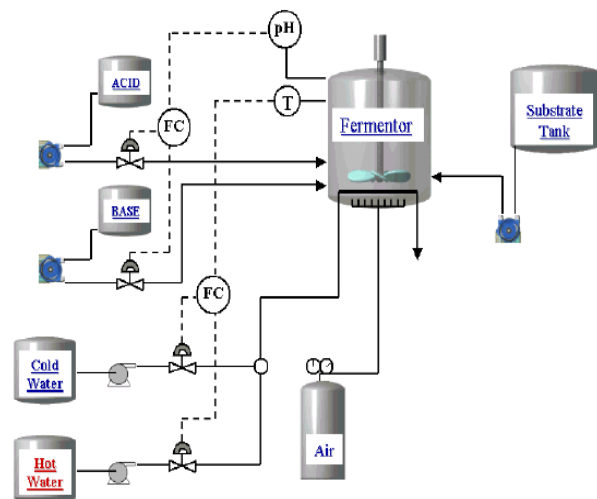 pH
ACID
T
FC
Fermentor
Substrate
Tank
BASE
FC
Cold
Water
Hot
Water
Air